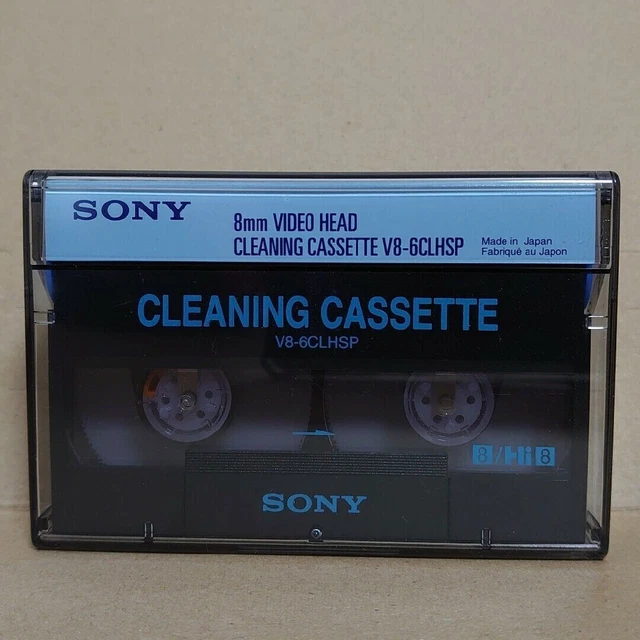 SONY
8mm VIDEO HEAD
CLEANING CASSETTE V8-6CLHSP
Made in Japan
Fabriqué au Japon
CLEANING CASSETTE
V8-6CLHSP
8/Hi8
SONY